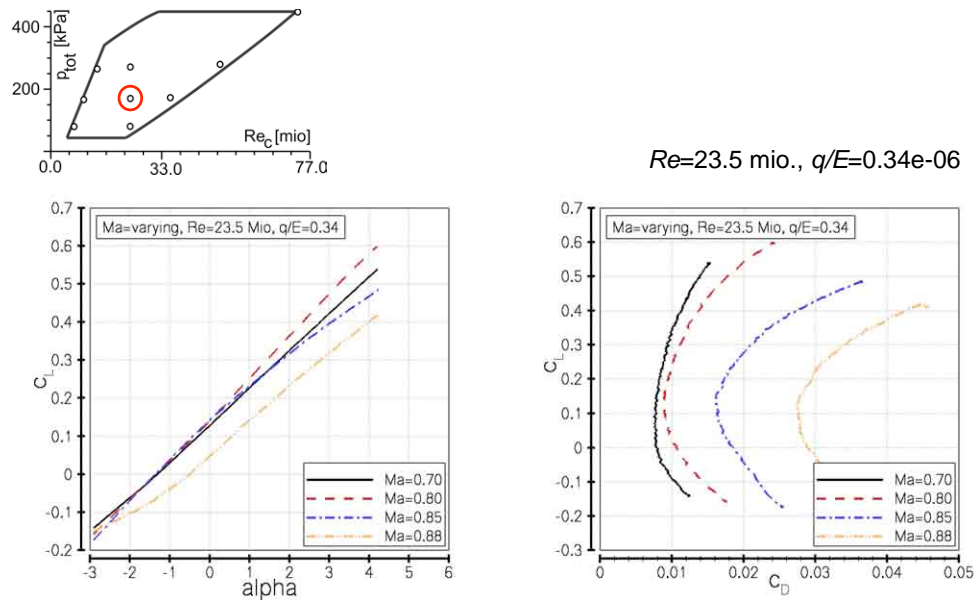 p_tot [kPa]
400
200
0
Re_c [mio]
0.0
33.0
77.0
Re=23.5 mio., q/E=0.34e-06
Ma=varying, Re=23.5 Mio, q/E=0.34
C_L
0.7
0.6
0.5
0.4
0.3
0.2
0.1
0
-0.1
-0.2
Ma=0.70
Ma=0.80
Ma=0.85
Ma=0.88
-3
-2
-1
0
1
2
3
4
5
6
alpha
Ma=varying, Re=23.5 Mio, q/E=0.34
C_L
0.7
0.6
0.5
0.4
0.3
0.2
0.1
0
-0.1
-0.2
-0.3
Ma=0.70
Ma=0.80
Ma=0.85
Ma=0.88
0
0.01
0.02
0.03
0.04
0.05
C_D